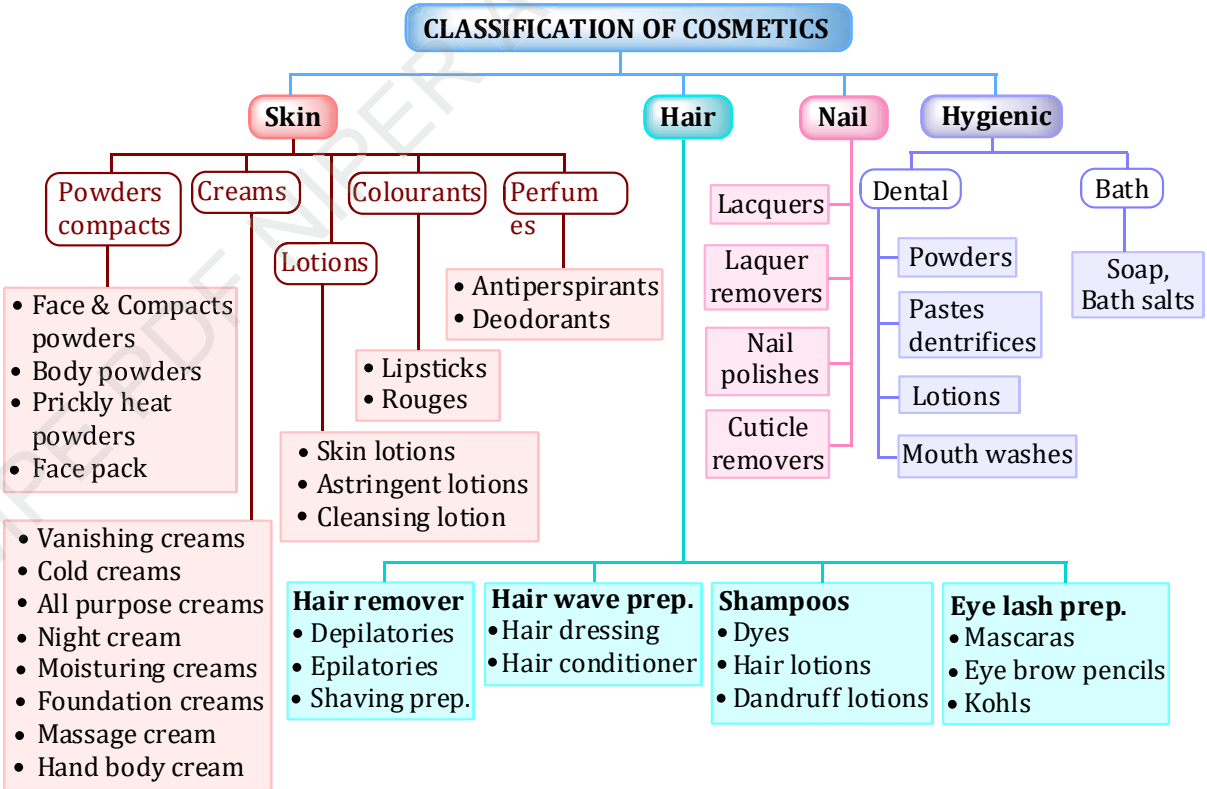 CLASSIFICATION OF COSMETICS
Skin
Hair
Nail
Hygienic
Powders
compacts
Creams
Lotions
Colourants
Perfum
es
• Face & Compacts
powders
• Body powders
• Prickly heat
powders
• Face pack
• Vanishing creams
• Cold creams
• All purpose creams
• Night cream
• Moisturing creams
• Foundation creams
• Massage cream
• Hand body cream
• Skin lotions
• Astringent lotions
• Cleansing lotion
• Lipsticks
• Rouges
• Antiperspirants
• Deodorants
Hair remover
• Depilatories
• Epilatories
• Shaving prep.
Hair wave prep.
• Hair dressing
• Hair conditioner
Shampoos
• Dyes
• Hair lotions
• Dandruff lotions
Eye lash prep.
• Mascaras
• Eye brow pencils
• Kohls
Lacquers
Laquer
removers
Nail
polishes
Cuticle
removers
Dental
Powders
Pastes
dentrifices
Lotions
Mouth washes
Bath
Soap,
Bath salts
PDF NIPER